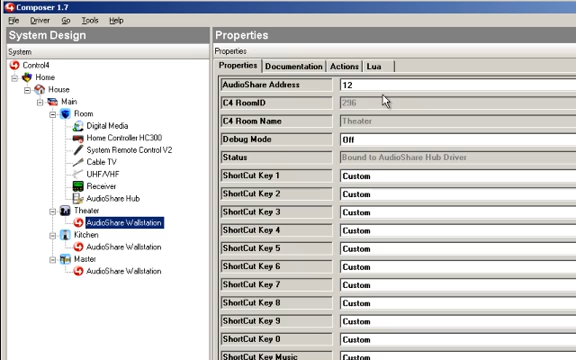 Composer 1.7
File Driver Go Tools Help
System Design
System
Control4
Home
House
Main
Room
Digital Media
Home Controller HC300
System Remote Control V2
Cable TV
UHF/VHF
Receiver
AudioShare Hub
Theater
AudioShare Wallstation
Kitchen
AudioShare Wallstation
Master
AudioShare Wallstation
Properties
Properties
Properties Documentation Actions Lua
AudioShare Address 12
C4 RoomID 296
C4 Room Name Theater
Debug Mode Off
Status Bound to AudioShare Hub Driver
ShortCut Key 1 Custom
ShortCut Key 2 Custom
ShortCut Key 3 Custom
ShortCut Key 4 Custom
ShortCut Key 5 Custom
ShortCut Key 6 Custom
ShortCut Key 7 Custom
ShortCut Key 8 Custom
ShortCut Key 9 Custom
ShortCut Key 0 Custom
ShortCut Key Music Custom